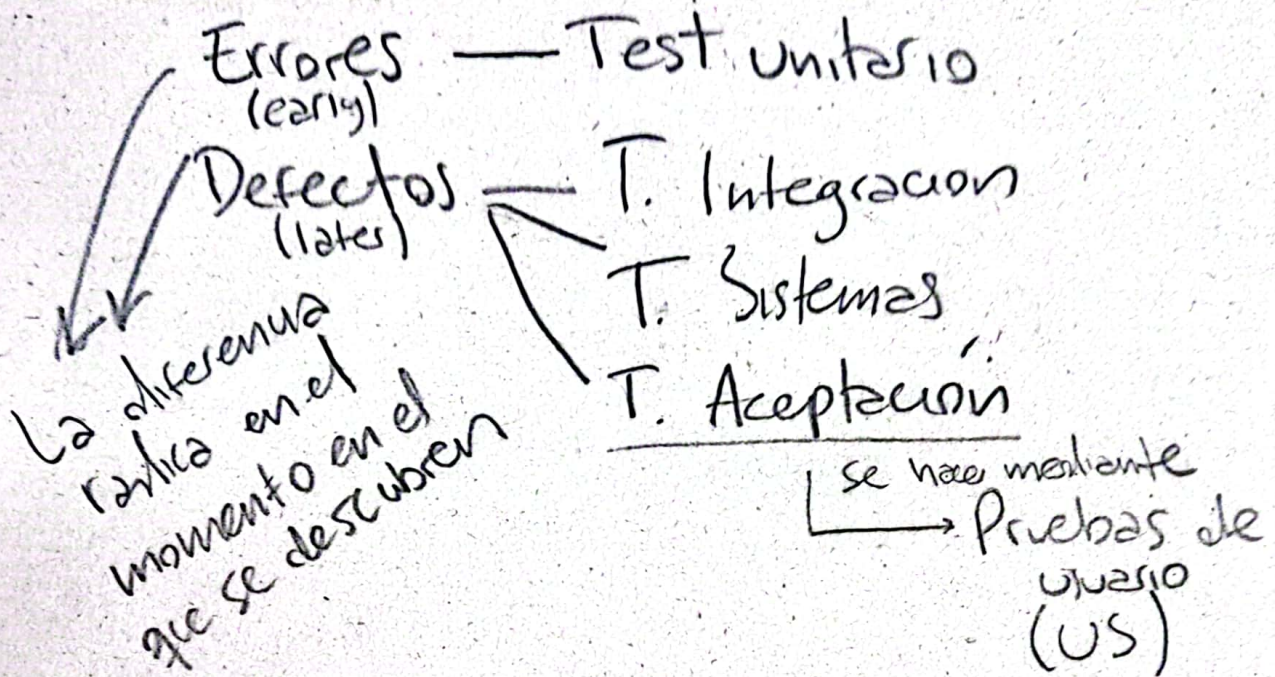 Errores — Test unitario
(early)
Defectos — T. Integracion
(later)
T. Sistemas
T. Aceptación
se hace mediante
Pruebas de
usuario
(US)
La diferencia
radica en el
momento en el
que se descubren